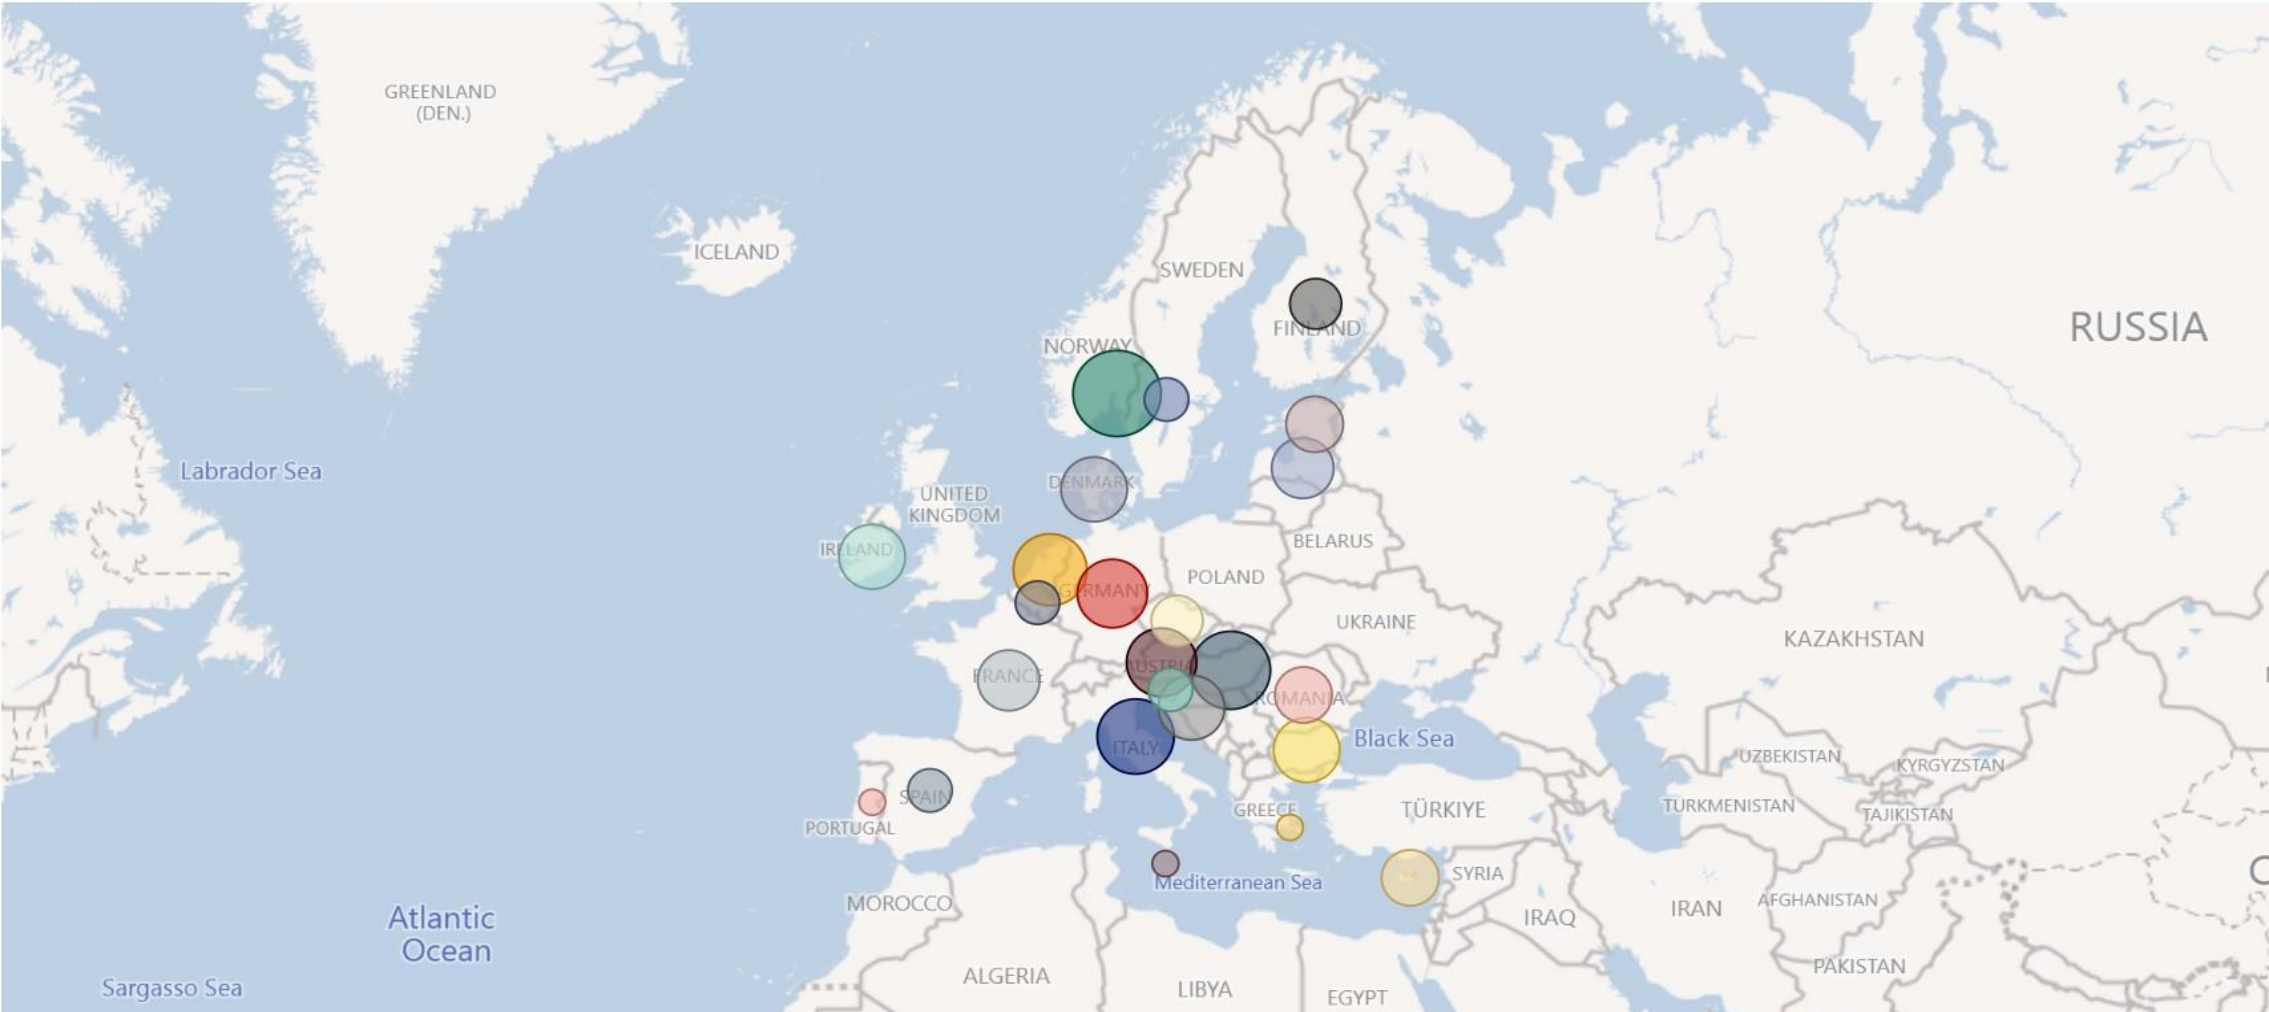 GREENLAND
(DEN.)
ICELAND
SWEDEN
FINLAND
NORWAY
RUSSIA
Labrador Sea
DENMARK
UNITED
KINGDOM
IRELAND
BELARUS
POLAND
GERMANY
UKRAINE
KAZAKHSTAN
AUSTRIA
FRANCE
ROMANIA
Black Sea
ITALY
UZBEKISTAN
KYRGYZSTAN
SPAIN
TURKMENISTAN
GREECE
TÜRKIYE
TAJIKISTAN
PORTUGAL
SYRIA
Mediterranean Sea
MOROCCO
AFGHANISTAN
IRAN
IRAQ
Atlantic
Ocean
PAKISTAN
ALGERIA
LIBYA
EGYPT
Sargasso Sea